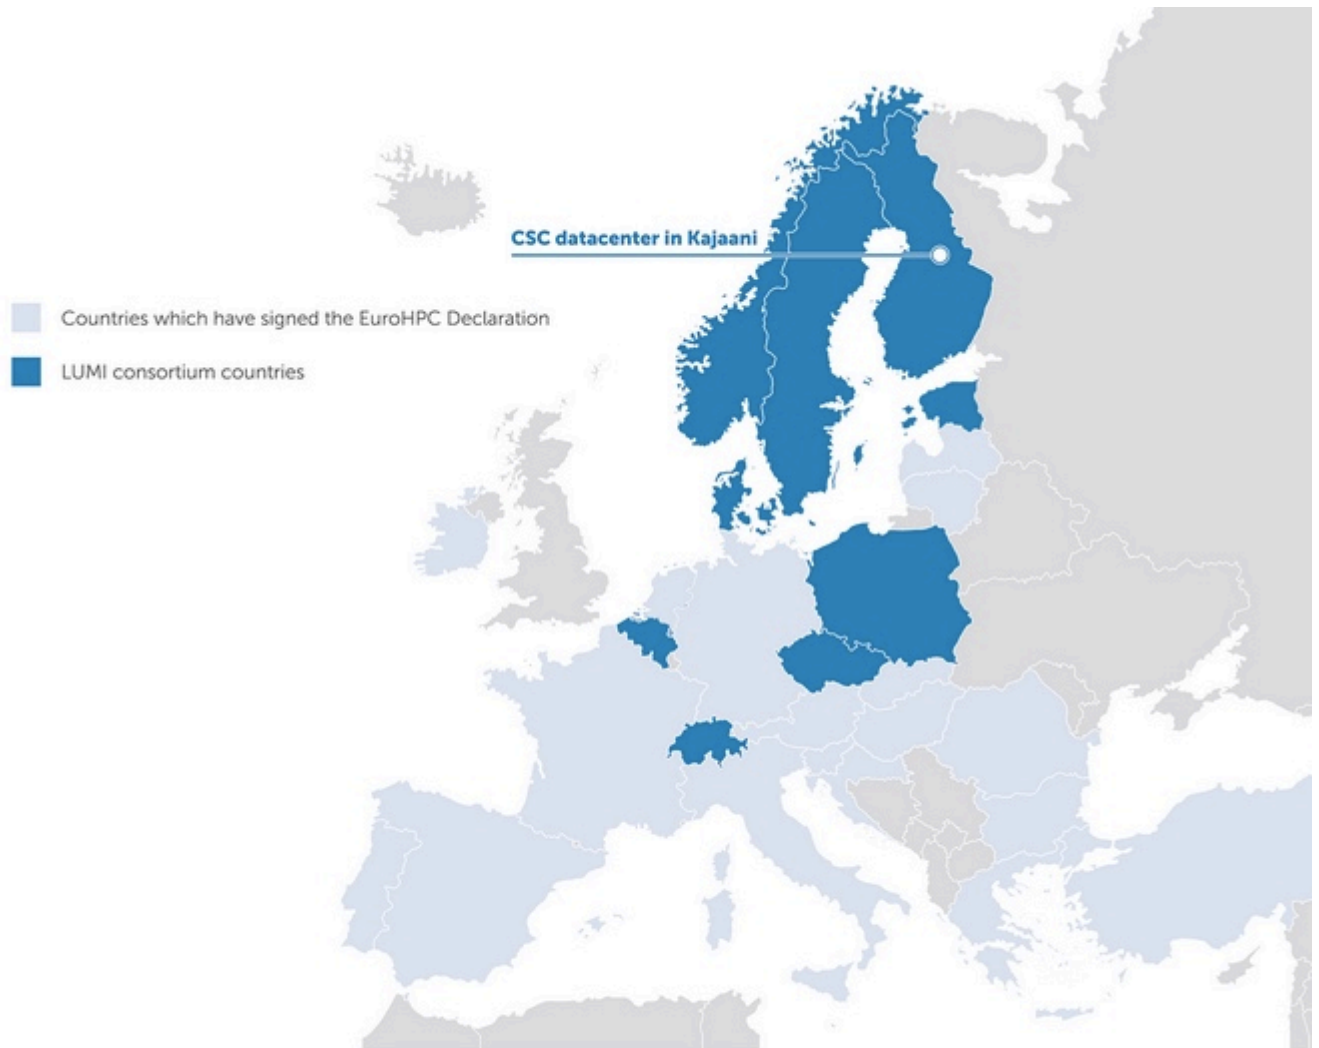 CSC datacenter in Kajaani
Countries which have signed the EuroHPC Declaration
LUMI consortium countries